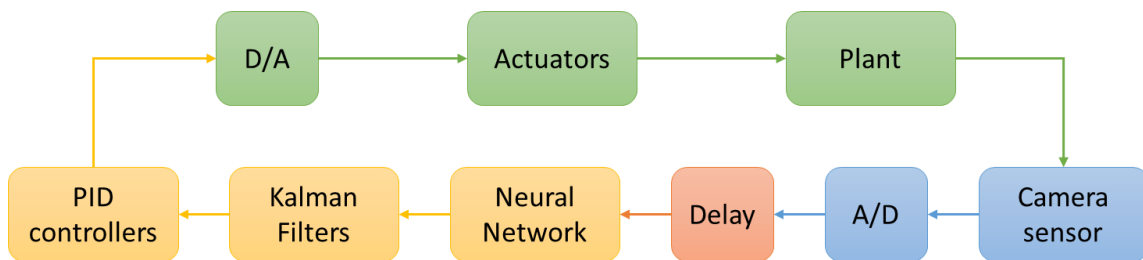 D/A
Actuators
Plant
PID
controllers
Kalman
Filters
Neural
Network
Delay
A/D
Camera
sensor